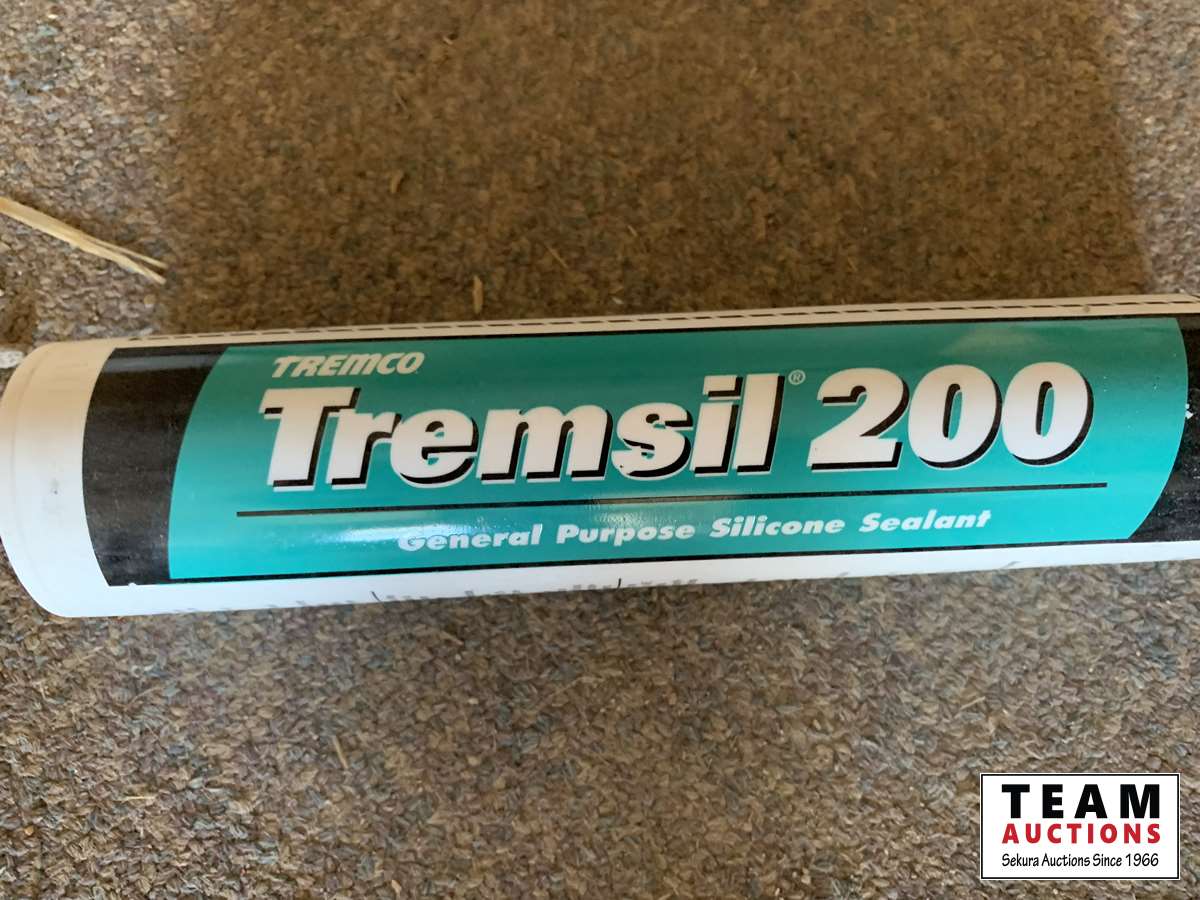 TREMCO
Tremsil® 200
General Purpose Silicone Sealant
TEAM
AUCTIONS
Sekura Auctions Since 1966